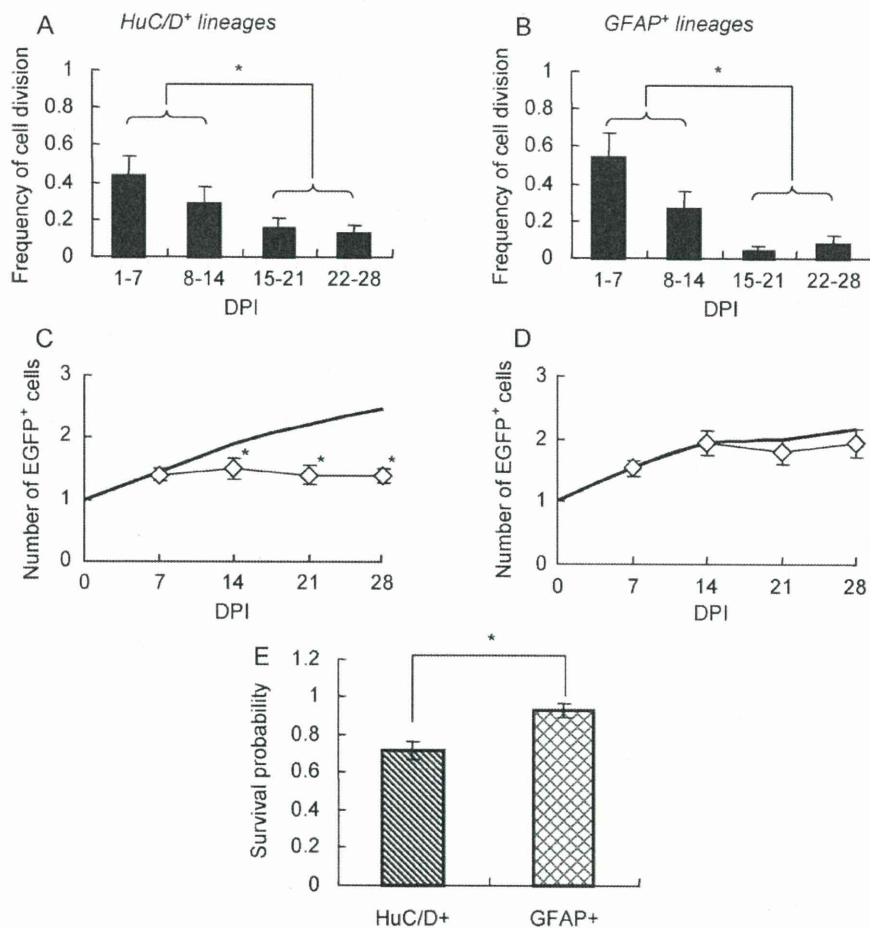 A
HuC/D+ lineages
Frequency of cell division
1
0.8
0.6
0.4
0.2
0
*
1-7 8-14 15-21 22-28
DPI
B
GFAP+ lineages
Frequency of cell division
1
0.8
0.6
0.4
0.2
0
*
1-7 8-14 15-21 22-28
DPI
C
Number of EGFP+ cells
3
2
1
0
* * *
0 7 14 21 28
DPI
D
Number of EGFP+ cells
3
2
1
0
0 7 14 21 28
DPI
E
Survival probability
1.2
1
0.8
0.6
0.4
0.2
0
*
HuC/D+ GFAP+